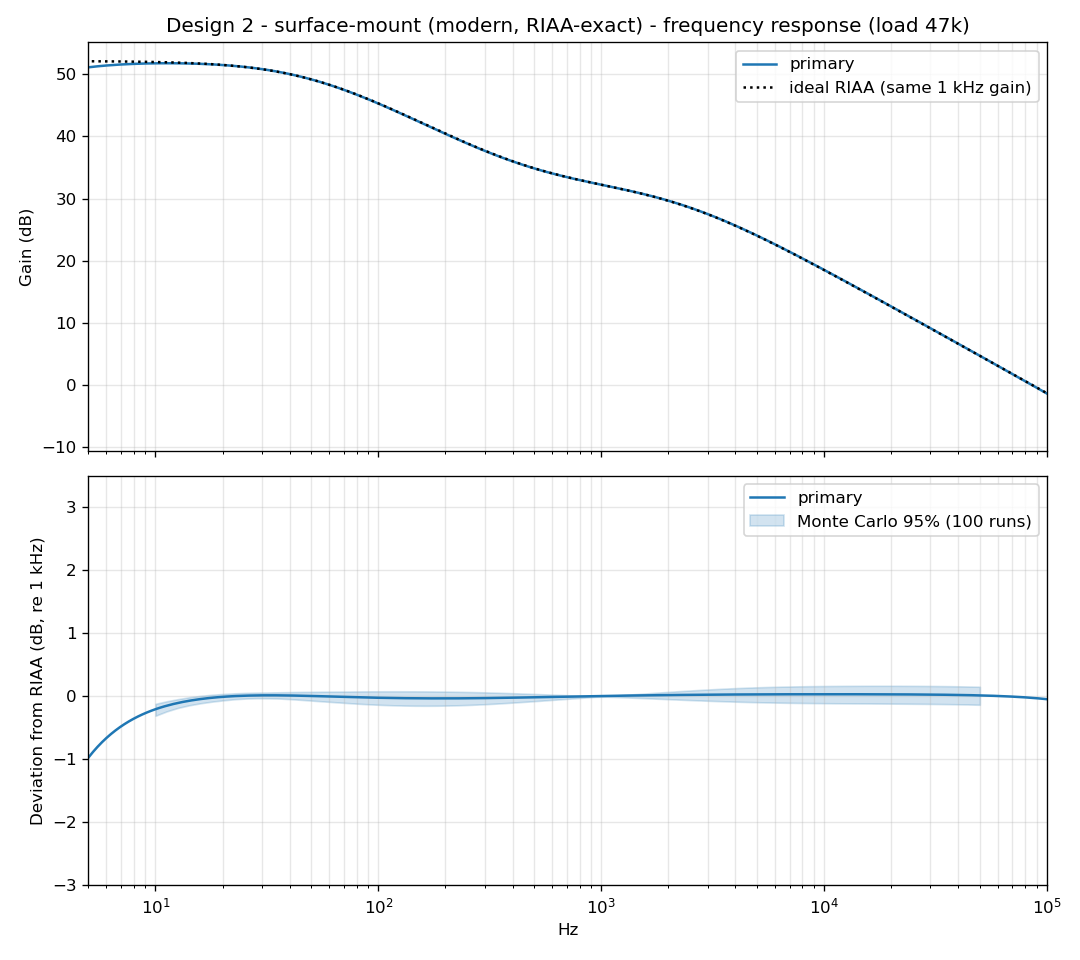 Design 2 - surface-mount (modern, RIAA-exact) - frequency response (load 47k)
primary
ideal RIAA (same 1 kHz gain)
Gain (dB)
50
40
30
20
10
0
−10
primary
Monte Carlo 95% (100 runs)
Deviation from RIAA (dB, re 1 kHz)
3
2
1
0
−1
−2
−3
10¹ 10² 10³ 10⁴ 10⁵
Hz